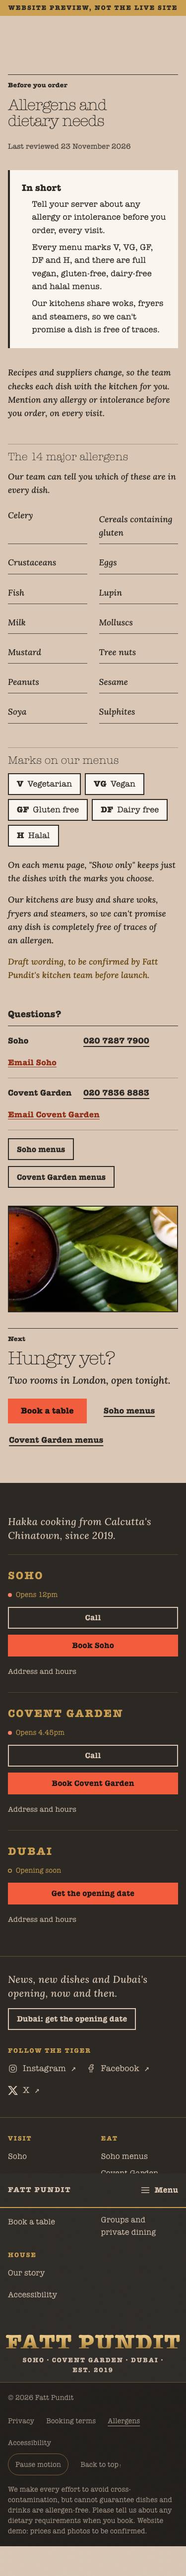 WEBSITE PREVIEW, NOT THE LIVE SITE
Before you order
Allergens and
dietary needs
Last reviewed 23 November 2026
In short
Tell your server about any
allergy or intolerance before you
order, every visit.
Every menu marks V, VG, GF,
DF and H, and there are full
vegan, gluten-free, dairy-free
and halal menus.
Our kitchens share woks, fryers
and steamers, so we can't
promise a dish is free of traces.
Recipes and suppliers change, so the team
checks each dish with the kitchen for you.
Mention any allergy or intolerance before
you order, on every visit.
The 14 major allergens
Our team can tell you which of these are in
every dish.
Celery
Cereals containing
gluten
Crustaceans
Eggs
Fish
Lupin
Milk
Molluscs
Mustard
Tree nuts
Peanuts
Sesame
Soya
Sulphites
Marks on our menus
V Vegetarian
VG Vegan
GF Gluten free
DF Dairy free
H Halal
On each menu page, "Show only" keeps just
the dishes with the marks you choose.
Our kitchens are busy and share woks,
fryers and steamers, so we can't promise
any dish is completely free of traces of
an allergen.
Draft wording, to be confirmed by Fatt
Pundit's kitchen team before launch.
Questions?
Soho
020 7287 7900
Email Soho
Covent Garden
020 7836 8883
Email Covent Garden
Soho menus
Covent Garden menus
Next
Hungry yet?
Two rooms in London, open tonight.
Book a table
Soho menus
Covent Garden menus
Hakka cooking from Calcutta's
Chinatown, since 2019.
SOHO
Opens 12pm
Call
Book Soho
Address and hours
COVENT GARDEN
Opens 4.45pm
Call
Book Covent Garden
Address and hours
DUBAI
Opening soon
Get the opening date
Address and hours
News, new dishes and Dubai's
opening, now and then.
Dubai: get the opening date
FOLLOW THE TIGER
Instagram ↗
Facebook ↗
X ↗
VISIT
EAT
Soho
Soho menus
Covent Garden
FATT PUNDIT
Menu
Book a table
Groups and
private dining
HOUSE
Our story
Accessibility
FATT PUNDIT
SOHO · COVENT GARDEN · DUBAI ·
EST. 2019
© 2026 Fatt Pundit
Privacy
Booking terms
Allergens
Accessibility
Pause motion
Back to top↑
We make every effort to avoid cross-
contamination, but cannot guarantee dishes and
drinks are allergen-free. Please tell us about any
dietary requirements when you book. Website
demo: prices and photos to be confirmed.